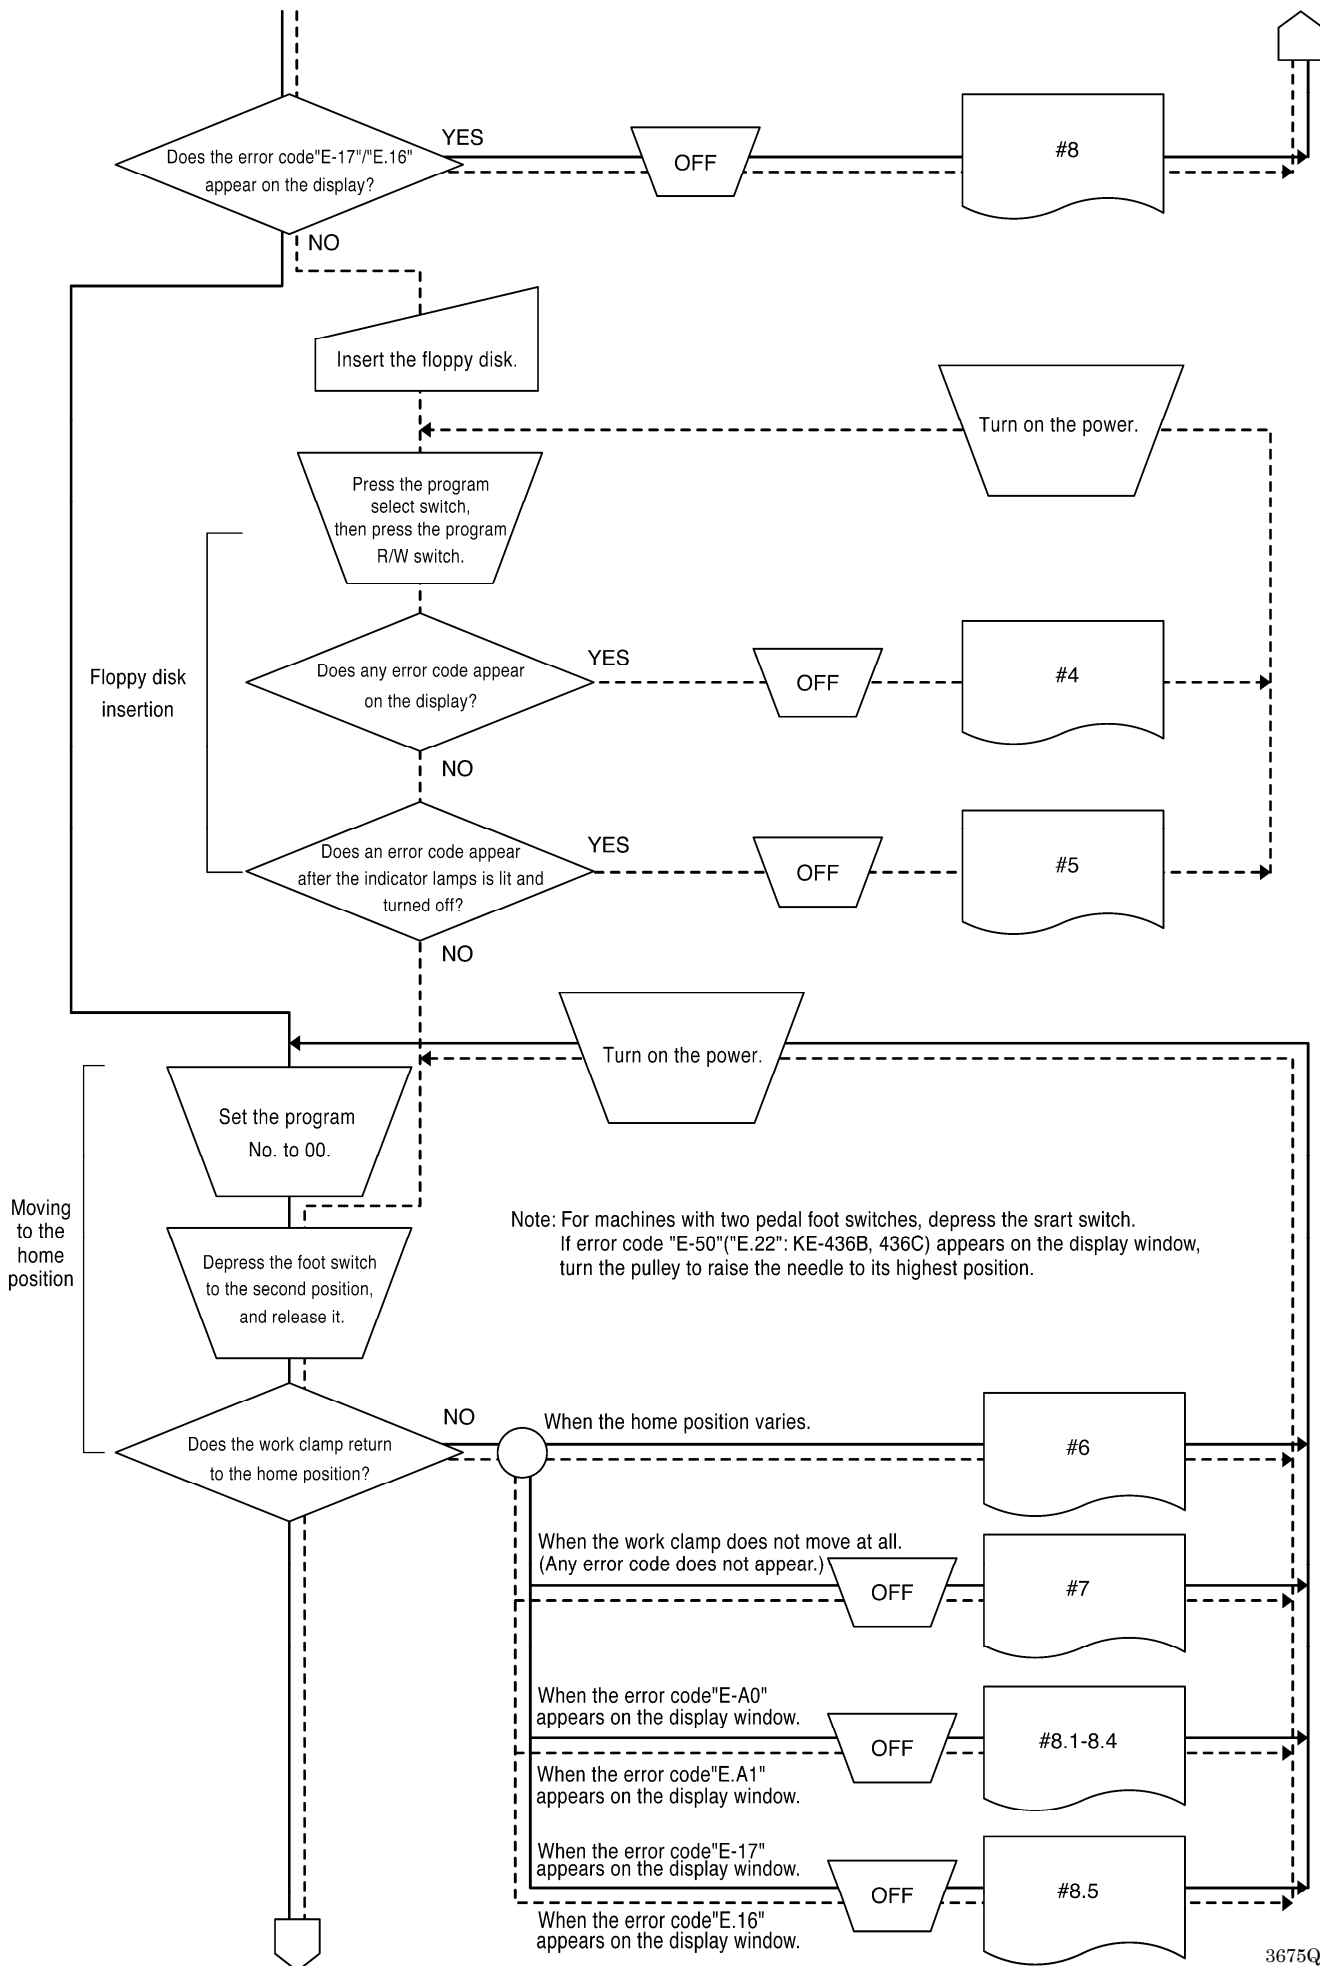 Does the error code"E-17"/"E.16"
appear on the display?
YES
OFF
#8
NO
Insert the floppy disk.
Turn on the power.
Press the program
select switch,
then press the program
R/W switch.
Floppy disk
insertion
Does any error code appear
on the display?
YES
OFF
#4
NO
Does an error code appear
after the indicator lamps is lit and
turned off?
YES
OFF
#5
NO
Turn on the power.
Set the program
No. to 00.
Moving
to the
home
position
Depress the foot switch
to the second position,
and release it.
Note: For machines with two pedal foot switches, depress the srart switch.
If error code "E-50"("E.22": KE-436B, 436C) appears on the display window,
turn the pulley to raise the needle to its highest position.
Does the work clamp return
to the home position?
NO
When the home position varies.
#6
When the work clamp does not move at all.
(Any error code does not appear.)
OFF
#7
When the error code"E-A0"
appears on the display window.
OFF
#8.1-8.4
When the error code"E.A1"
appears on the display window.
When the error code"E-17"
appears on the display window.
OFF
#8.5
When the error code"E.16"
appears on the display window.
3675Q